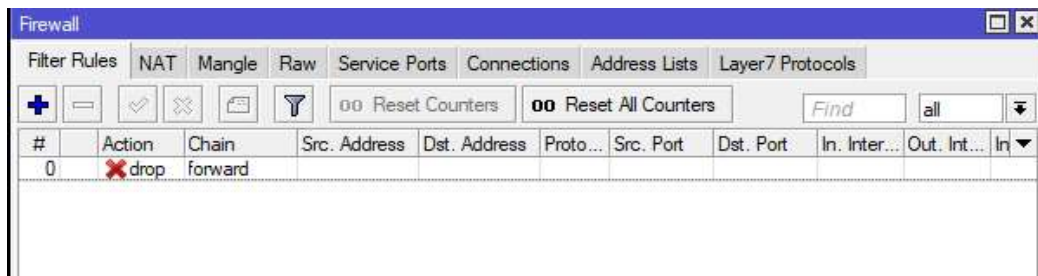 Firewall
Filter Rules NAT Mangle Raw Service Ports Connections Address Lists Layer7 Protocols
00 Reset Counters 00 Reset All Counters Find all
# Action Chain Src. Address Dst. Address Proto... Src. Port Dst. Port In. Inter... Out. Int... In
0 drop forward